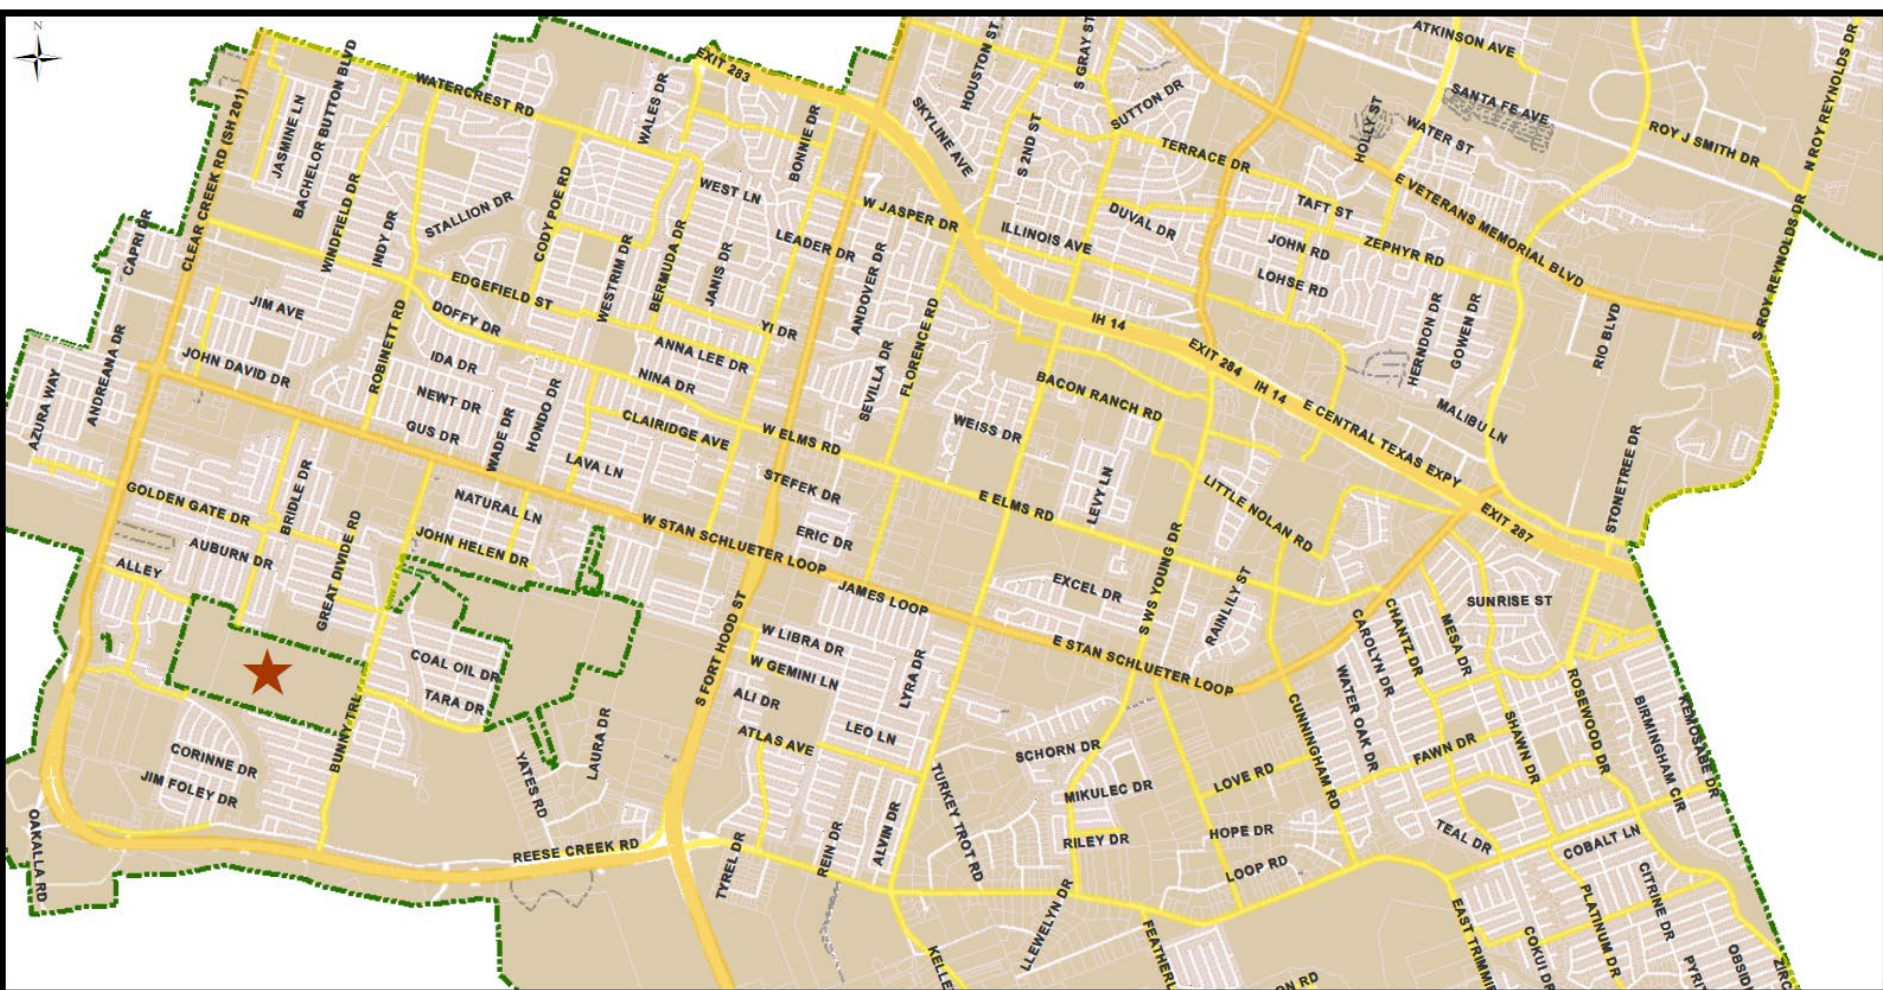 N
ATKINSON AVE
HOUSTON ST
S GRAY ST
N ROY REYNOLDS DR
EXIT 283
BACHELOR BUTTON BLVD
WATERCREST RD
WALES DR
SUTTON DR
SANTA FE AVE
JASMINE LN
SKYLINE AVE
S 2ND ST
HOLLY ST
WATER ST
ROY J SMITH DR
BONNIE DR
TERRACE DR
CLEAR CREEK RD (SH 201)
WINDFIELD DR
STALLION DR
CODY POE RD
WEST LN
W JASPER DR
E VETERANS MEMORIAL BLVD
TAFT ST
DUVAL DR
ILLINOIS AVE
CAPRI DR
INDY DR
LEADER DR
JOHN RD
ZEPHYR RD
S ROY REYNOLDS DR
WESTRIM DR
BERMUDA DR
JANIS DR
ANDOVER DR
LOHSE RD
EDGEFIELD ST
JIM AVE
DOFFY DR
ROBINETT RD
YI DR
FLORENCE RD
IH 14
HERNDON DR
GOWEN DR
RIO BLVD
ANDREANA DR
JOHN DAVID DR
IDA DR
ANNA LEE DR
SEVILLA DR
EXIT 284
IH 14
NINA DR
BACON RANCH RD
AZURA WAY
NEWT DR
HONDO DR
CLAIRIDGE AVE
W ELMS RD
WEISS DR
E CENTRAL TEXAS EXPY
MALIBU LN
GUS DR
WADE DR
LAVA LN
STEFEK DR
LEVY LN
LITTLE NOLAN RD
STONETREE DR
GOLDEN GATE DR
BRIDLE DR
NATURAL LN
E ELMS RD
EXIT 287
W STAN SCHLUETER LOOP
ERIC DR
GREAT DIVIDE RD
JOHN HELEN DR
AUBURN DR
ALLEY
JAMES LOOP
EXCEL DR
S WS YOUNG DR
RAINLILY ST
SUNRISE ST
S FORT HOOD ST
W LIBRA DR
W GEMINI LN
E STAN SCHLUETER LOOP
CAROLYN DR
CHANTZ DR
MESA DR
COAL OIL DR
TARA DR
ALI DR
LYRA DR
WATER OAK DR
ROSEWOOD DR
BIRMINGHAM CIR
KEMOSABE DR
BUNNY TRL
LAURA DR
YATES RD
ATLAS AVE
LEO LN
SCHORN DR
CUNNINGHAM RD
SHAWN DR
FAWN DR
CORINNE DR
JIM FOLEY DR
TURKEY TROT RD
LOVE RD
MIKULEC DR
OAKALLA RD
REESE CREEK RD
TYREL DR
REIN DR
ALVIN DR
RILEY DR
HOPE DR
LOOP RD
TEAL DR
COBALT LN
LLEWELYN DR
CITRINE DR
PLATINUM DR
EAST TRIMMI
COKUI DR
FEATHERL
KELLE
ON RD
PYRIT
OBSID
ZIRC